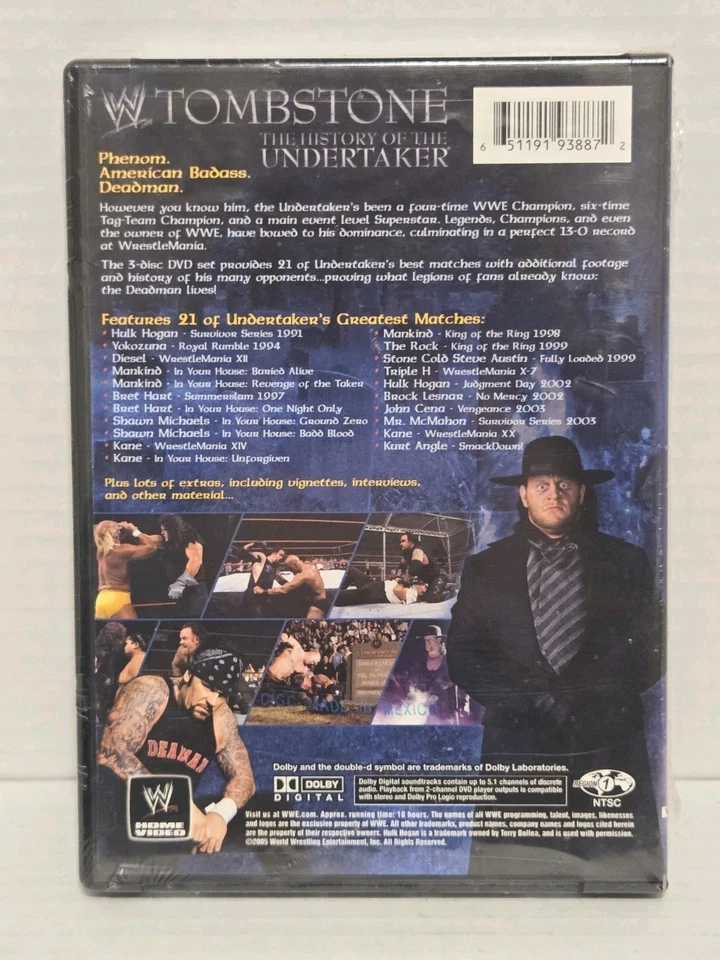 W TOMBSTONE
THE HISTORY OF THE
UNDERTAKER
6 51191 93887 2
Phenom.
American Badass.
Deadman.
However you know him, the Undertaker's been a four-time WWE Champion, six-time
Tag-Team Champion, and a main event level Superstar. Legends, Champions, and even
the owner of WWE, have bowed to his dominance, culminating in a perfect 13-0 record
at WrestleMania.
The 3-disc DVD set provides 21 of Undertaker's best matches with additional footage
and history of his many opponents...proving what legions of fans already know:
the Deadman lives!
Features 21 of Undertaker's Greatest Matches:
• Hulk Hogan - Survivor Series 1991
• Yokozuna - Royal Rumble 1994
• Diesel - WrestleMania XII
• Mankind - In Your House: Buried Alive
• Mankind - In Your House: Revenge of the Taker
• Bret Hart - Summerslam 1997
• Bret Hart - In Your House: One Night Only
• Shawn Michaels - In Your House: Ground Zero
• Shawn Michaels - In Your House: Badd Blood
• Kane - WrestleMania XIV
• Kane - In Your House: Unforgiven
• Mankind - King of the Ring 1998
• The Rock - King of the Ring 1999
• Stone Cold Steve Austin - Fully Loaded 1999
• Triple H - WrestleMania X-7
• Hulk Hogan - Judgment Day 2002
• Brock Lesnar - No Mercy 2002
• John Cena - Vengeance 2003
• Mr. McMahon - Survivor Series 2003
• Kane - WrestleMania XX
• Kurt Angle - SmackDown!
Plus lots of extras, including vignettes, interviews,
and other material...
DISC MADE IN MEXICO
DEADMAN
W
HOME
VIDEO
Dolby and the double-d symbol are trademarks of Dolby Laboratories.
DOLBY
DIGITAL
Dolby Digital soundtracks contain up to 5.1 channels of discrete
audio. Playback from 2-channel DVD player outputs is compatible
with stereo and Dolby Pro Logic reproduction.
REGION 1
NTSC
Visit us at WWE.com. Approx. running time: 10 hours. The names of all WWE programming, talent, images, likenesses
and logos are the exclusive property of WWE. All other trademarks, product names, company names and logos cited herein
are the property of their respective owners. Hulk Hogan is a trademark owned by Terry Bollea, and is used with permission.
©2005 World Wrestling Entertainment, Inc. All Rights Reserved.